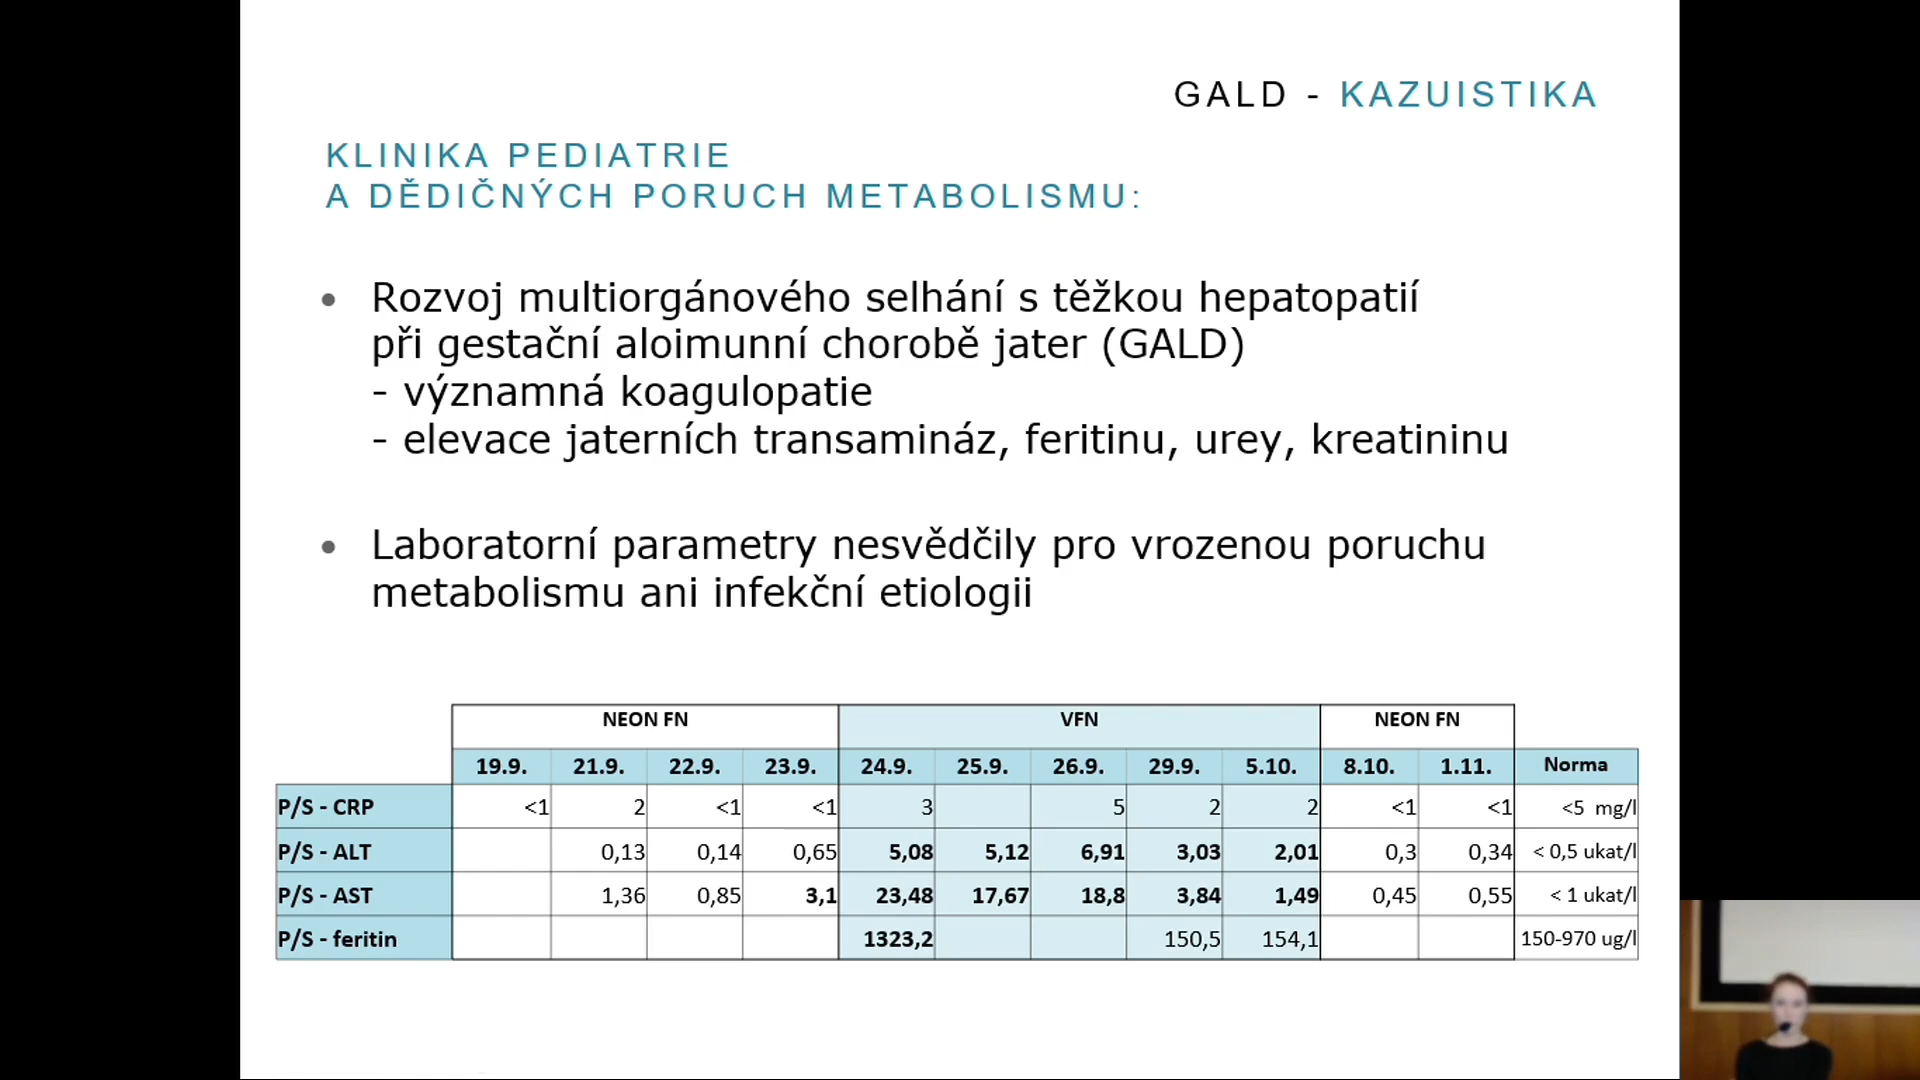 GALD - KAZUISTIKA
KLINIKA PEDIATRIE
A DĚDIČNÝCH PORUCH METABOLISMU:
• Rozvoj multiorgánového selhání s těžkou hepatopatií
při gestační aloimunní chorobě jater (GALD)
- významná koagulopatie
- elevace jaterních transamináz, feritinu, urey, kreatininu
• Laboratorní parametry nesvědčily pro vrozenou poruchu
metabolismu ani infekční etiologii
NEON FN VFN NEON FN
19.9. 21.9. 22.9. 23.9. 24.9. 25.9. 26.9. 29.9. 5.10. 8.10. 1.11. Norma
P/S - CRP <1 2 <1 <1 3 5 2 2 <1 <1 <5 mg/l
P/S - ALT 0,13 0,14 0,65 5,08 5,12 6,91 3,03 2,01 0,3 0,34 < 0,5 ukat/l
P/S - AST 1,36 0,85 3,1 23,48 17,67 18,8 3,84 1,49 0,45 0,55 < 1 ukat/l
P/S - feritin 1323,2 150,5 154,1 150-970 ug/l